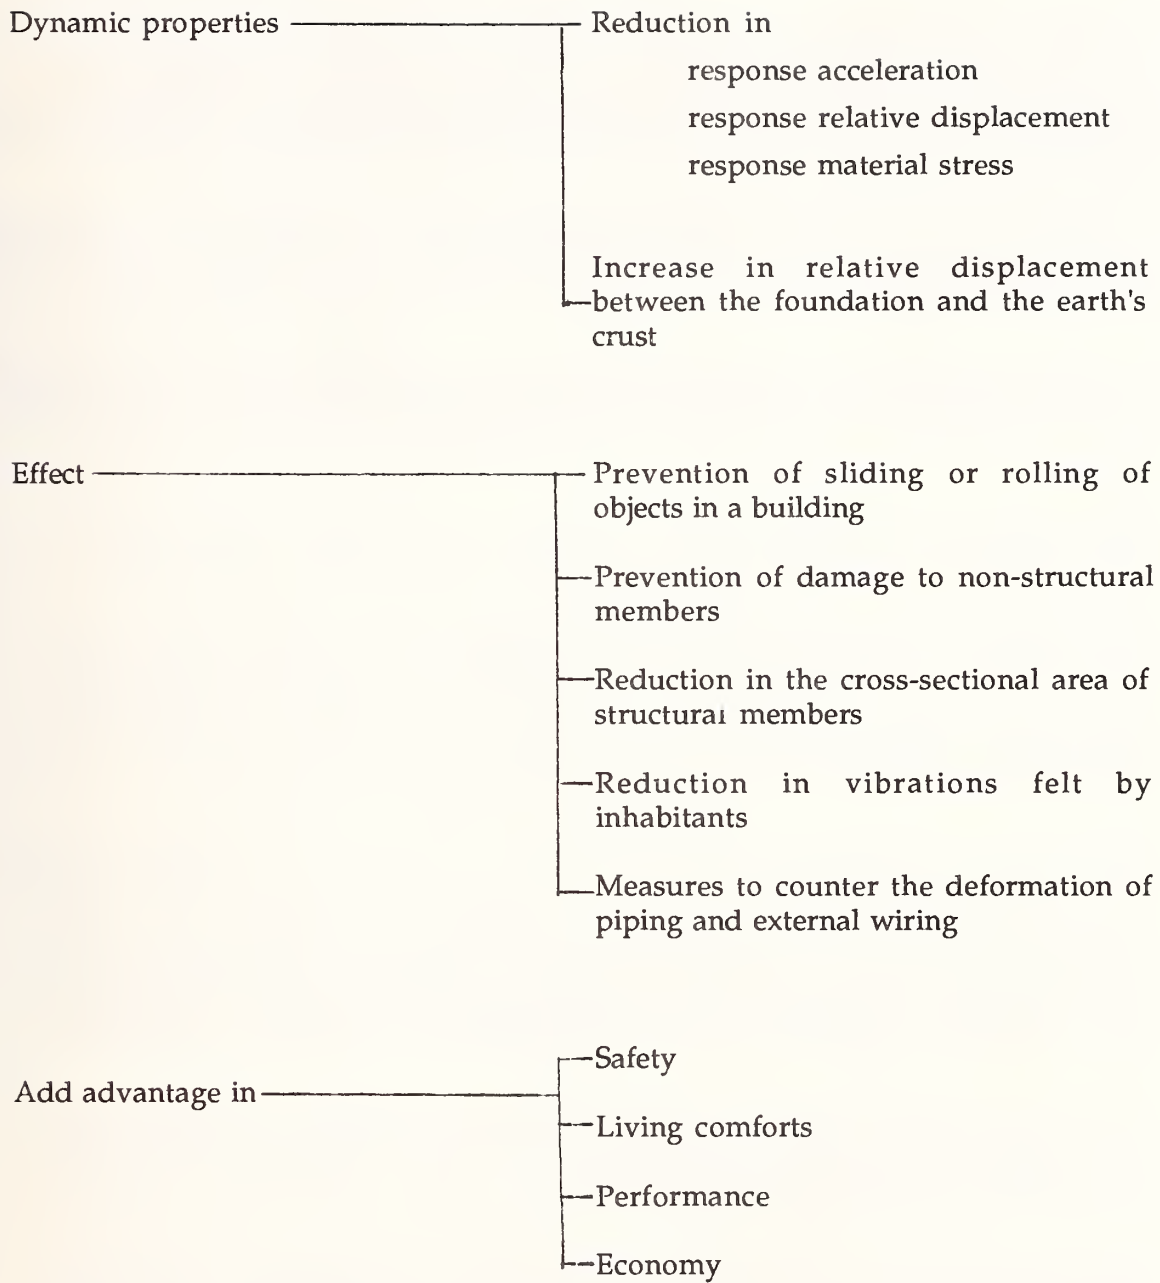 Dynamic properties Reduction in
response acceleration
response relative displacement
response material stress
Increase in relative displacement
between the foundation and the earth's
crust
Effect Prevention of sliding or rolling of
objects in a building
Prevention of damage to non-structural
members
Reduction in the cross-sectional area of
structural members
Reduction in vibrations felt by
inhabitants
Measures to counter the deformation of
piping and external wiring
Safety
Add advantage in
Living comforts
Performance
Economy